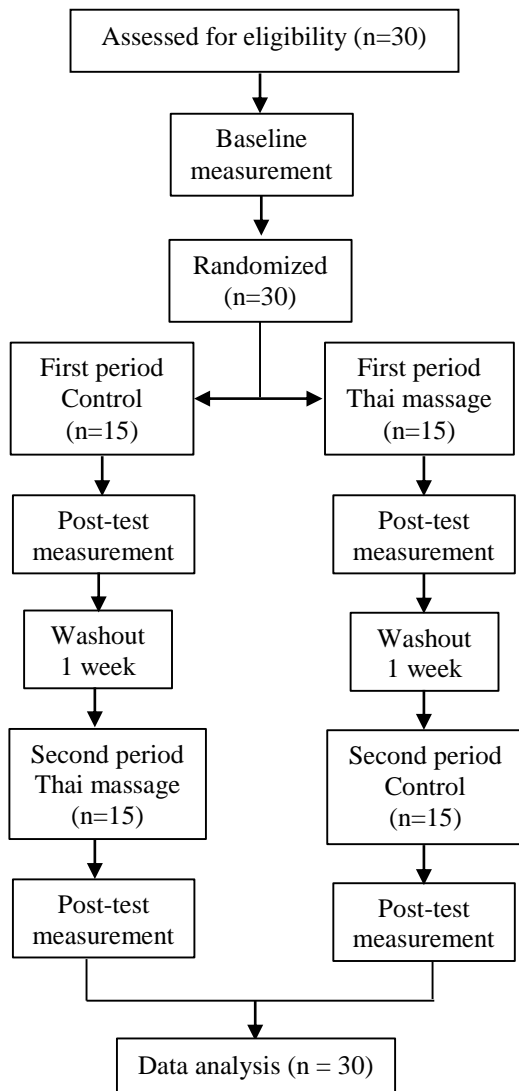 Assessed for eligibility (n=30)
Baseline
measurement
Randomized
(n=30)
First period
Control
(n=15)
First period
Thai massage
(n=15)
Post-test
measurement
Post-test
measurement
Washout
1 week
Washout
1 week
Second period
Thai massage
(n=15)
Second period
Control
(n=15)
Post-test
measurement
Post-test
measurement
Data analysis (n = 30)